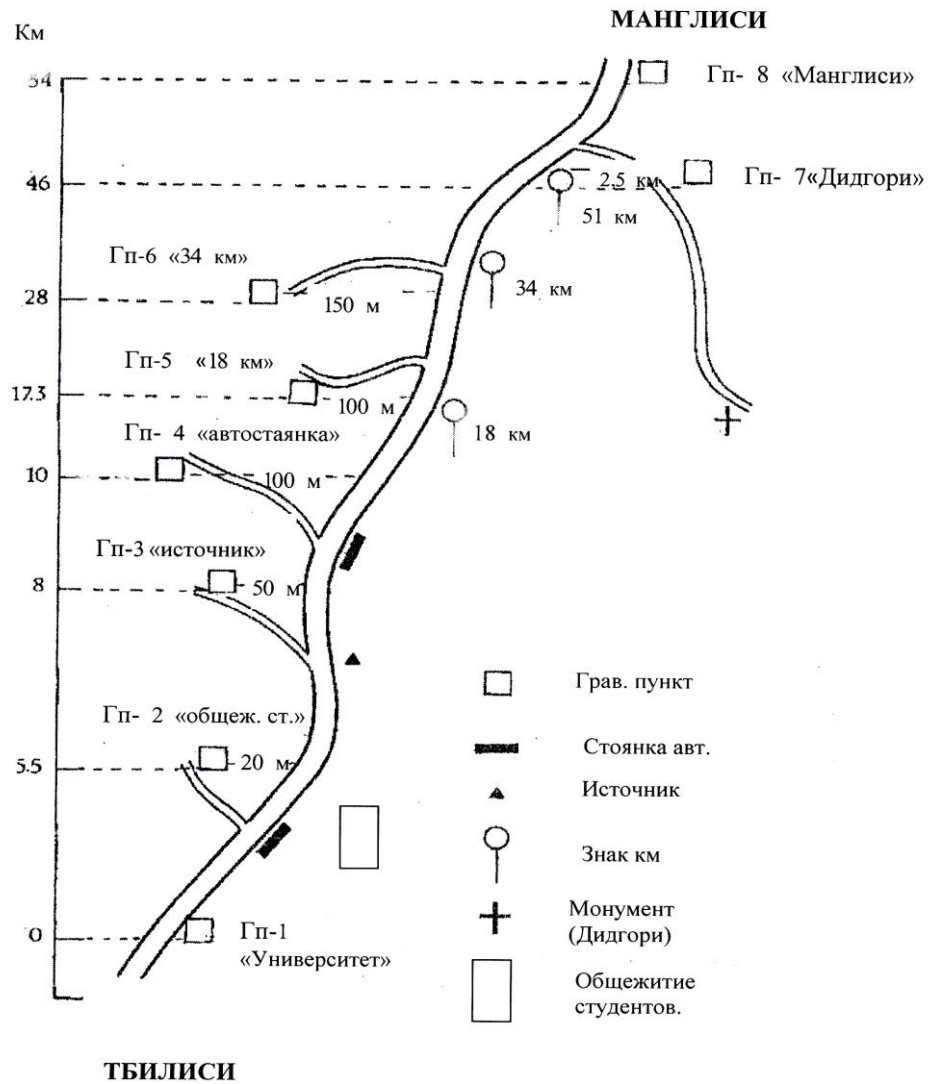 МАНГЛИСИ
Км
54
Гп- 8 «Манглиси»
46
2.5 км
Гп- 7«Дидгори»
51 км
Гп-6 «34 км»
34 км
28
150 м
Гп-5 «18 км»
17.3
100 м
18 км
Гп- 4 «автостаянка»
10
100 м
Гп-3 «источник»
8
50 м
Грав. пункт
Гп- 2 «общеж. ст.»
Стоянка авт.
5.5
20 м
Источник
Знак км
0
Гп-1
«Университет»
Монумент
(Дидгори)
Общежитие
студентов.
ТБИЛИСИ